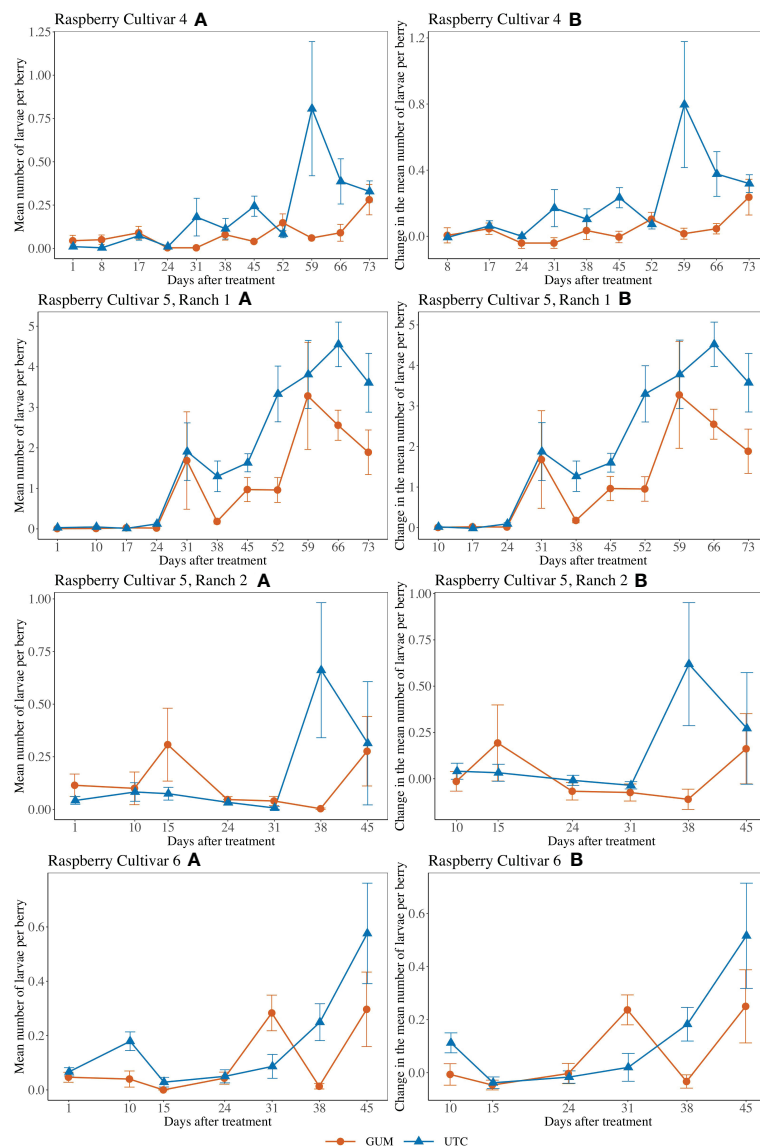 Raspberry Cultivar 4 A
Mean number of larvae per berry
1.25
1.00
0.75
0.50
0.25
0.00
1 8 17 24 31 38 45 52 59 66 73
Days after treatment
Raspberry Cultivar 4 B
Change in the mean number of larvae per berry
1.2
0.8
0.4
0.0
8 17 24 31 38 45 52 59 66 73
Days after treatment
Raspberry Cultivar 5, Ranch 1 A
Mean number of larvae per berry
5
4
3
2
1
0
1 10 17 24 31 38 45 52 59 66 73
Days after treatment
Raspberry Cultivar 5, Ranch 1 B
Change in the mean number of larvae per berry
5
4
3
2
1
0
10 17 24 31 38 45 52 59 66 73
Days after treatment
Raspberry Cultivar 5, Ranch 2 A
Mean number of larvae per berry
1.00
0.75
0.50
0.25
0.00
1 10 15 24 31 38 45
Days after treatment
Raspberry Cultivar 5, Ranch 2 B
Change in the mean number of larvae per berry
1.00
0.75
0.50
0.25
0.00
10 15 24 31 38 45
Days after treatment
Raspberry Cultivar 6 A
Mean number of larvae per berry
0.6
0.4
0.2
0.0
1 10 15 24 31 38 45
Days after treatment
Raspberry Cultivar 6 B
Change in the mean number of larvae per berry
0.6
0.4
0.2
0.0
10 15 24 31 38 45
Days after treatment
GUM UTC